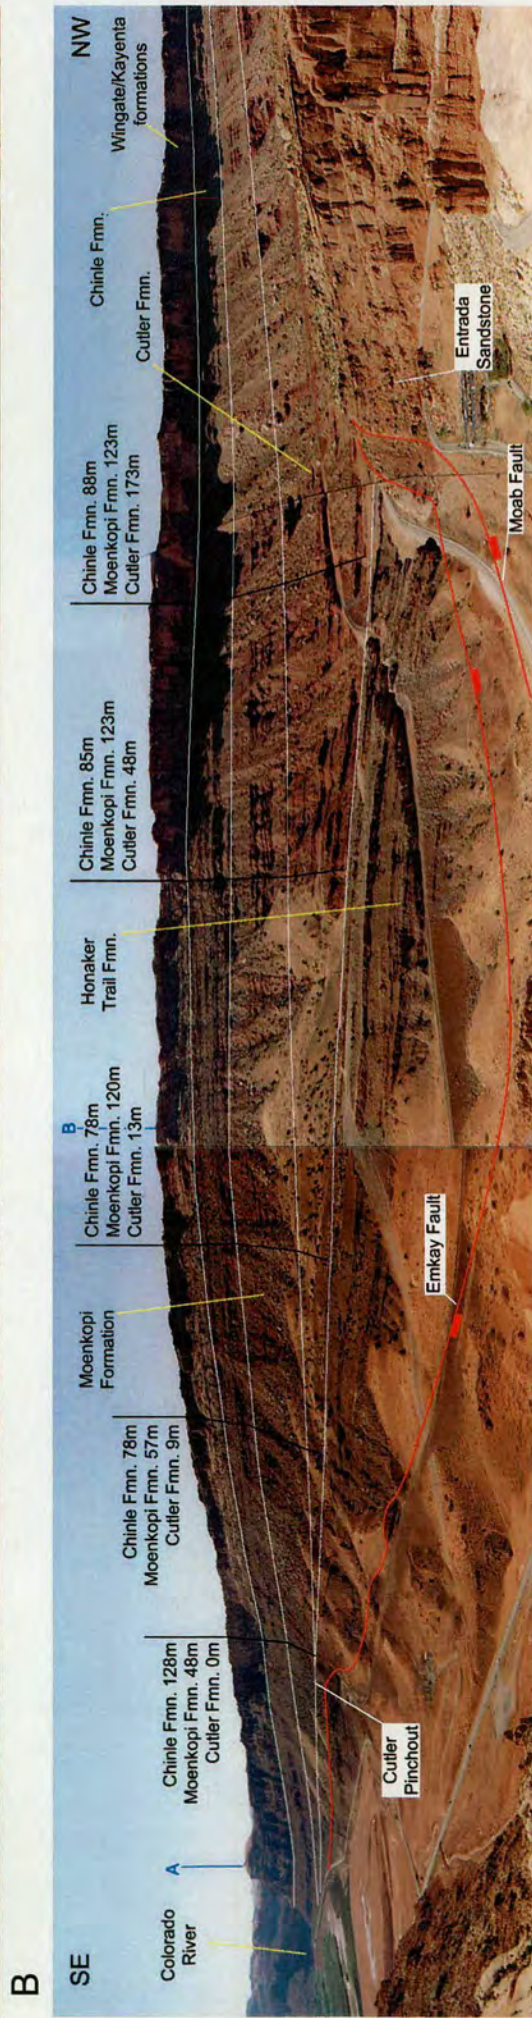 B
SE
NW
Colorado
River
A
Chinle Fmn. 128m
Moenkopi Fmn. 48m
Cutler Fmn. 0m
Cutler
Pinchout
Chinle Fmn. 78m
Moenkopi Fmn. 57m
Cutler Fmn. 9m
Moenkopi
Formation
Emkay Fault
B
Chinle Fmn. 78m
Moenkopi Fmn. 120m
Cutler Fmn. 13m
Honaker
Trail Fmn.
Chinle Fmn. 85m
Moenkopi Fmn. 123m
Cutler Fmn. 48m
Chinle Fmn. 88m
Moenkopi Fmn. 123m
Cutler Fmn. 173m
Moab Fault
Cutler Fmn.
Entrada
Sandstone
Chinle Fmn.
Wingate/Kayenta
formations